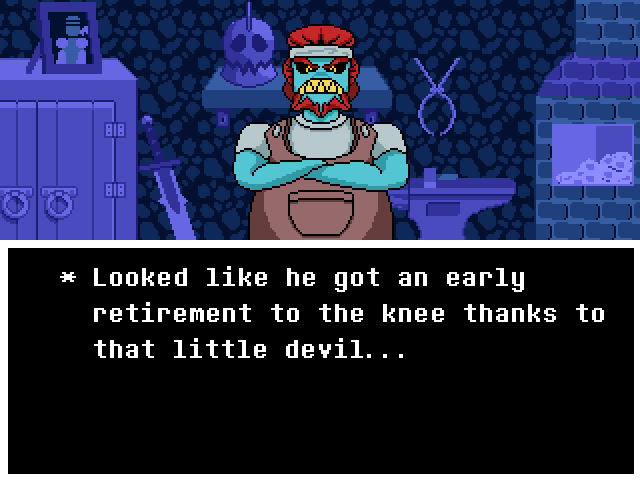 * Looked like he got an early
retirement to the knee thanks to
that little devil...